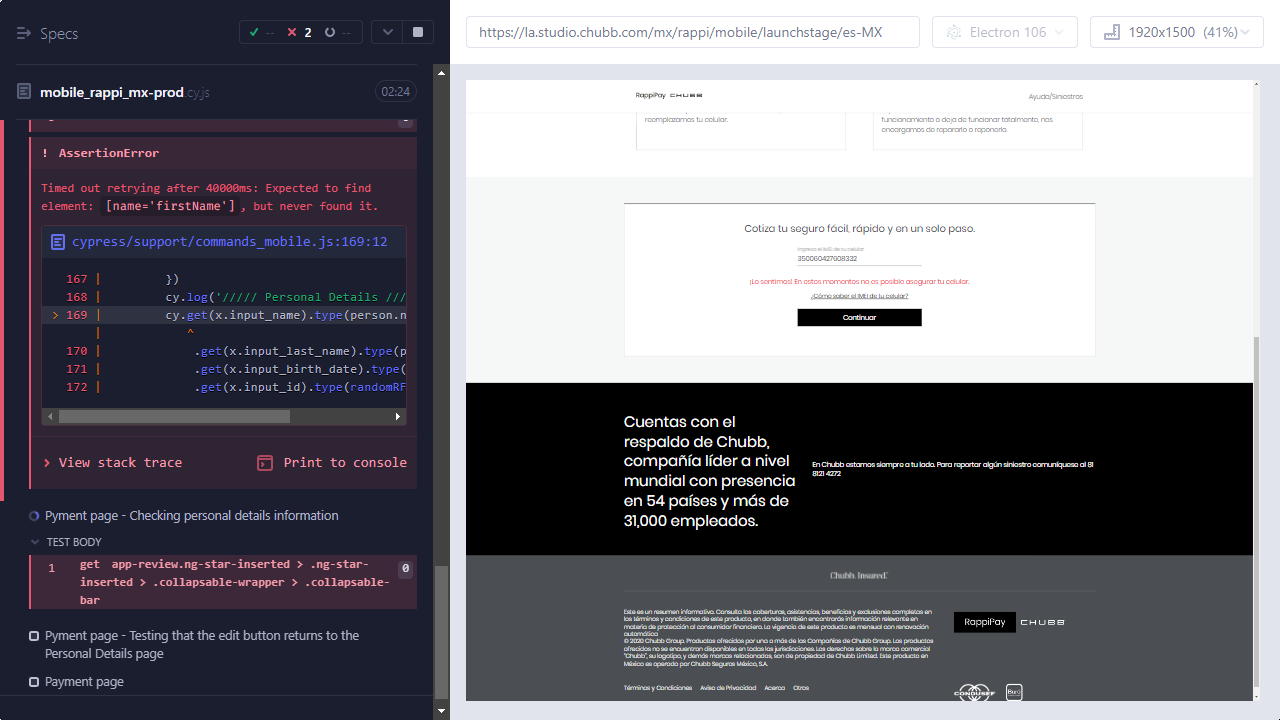 Specs
-- 2 --
mobile_rappi_mx-prod.cy.js
02:24
! AssertionError
Timed out retrying after 40000ms: Expected to find
element: [name='firstName'], but never found it.
cypress/support/commands_mobile.js:169:12
167 | })
168 | cy.log('///// Personal Details ///
> 169 | cy.get(x.input_name).type(person.n
| ^
170 | .get(x.input_last_name).type(p
171 | .get(x.input_birth_date).type(
172 | .get(x.input_id).type(randomRF
> View stack trace
Print to console
Pyment page - Checking personal details information
TEST BODY
1 get app-review.ng-star-inserted > .ng-star-
inserted > .collapsable-wrapper > .collapsable-
bar
0
Pyment page - Testing that the edit button returns to the
Personal Details page
Payment page
https://la.studio.chubb.com/mx/rappi/mobile/launchstage/es-MX
Electron 106
1920x1500 (41%)
RappiPay CHUBB
Ayuda/Siniestros
reemplazamos tu celular.
funcionamiento o deja de funcionar totalmente, nos
encargamos de repararlo o reponerlo.
Cotiza tu seguro fácil, rápido y en un solo paso.
Ingresa el IMEI de tu celular
350060427608332
¡Lo sentimos! En estos momentos no es posible asegurar tu celular.
¿Cómo saber el IMEI de tu celular?
Continuar
Cuentas con el
respaldo de Chubb,
compañía líder a nivel
mundial con presencia
en 54 países y más de
31,000 empleados.
En Chubb estamos siempre a tu lado. Para reportar algún siniestro comuníquese al 81
8121 4272
Chubb. Insured.
Este es un resumen informativo. Consulta las coberturas, asistencias, beneficios y exclusiones completas en
los términos y condiciones de este producto, en donde también encontrarás información relevante en
materia de protección al consumidor financiero. La vigencia de este producto es mensual con renovación
automática
© 2020 Chubb Group. Productos ofrecidos por una o más de las Compañías de Chubb Group. Los productos
ofrecidos no se encuentran disponibles en todas las jurisdicciones. Los derechos sobre la marca comercial
"Chubb", su logotipo, y demás marcas relacionadas, son de propiedad de Chubb Limited. Este producto en
México es operado por Chubb Seguros México, S.A.
RappiPay CHUBB
Términos y Condiciones Aviso de Privacidad Acerca Otros
CONDUSEF Buró